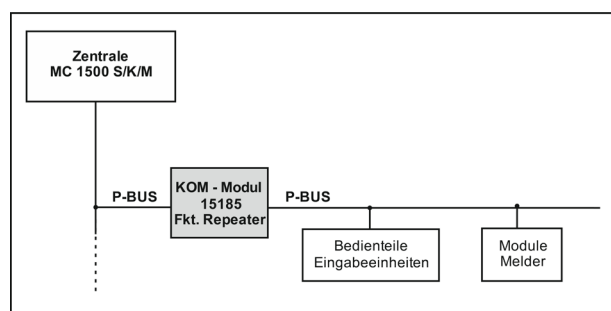 Zentrale
MC 1500 S/K/M
P-BUS
KOM - Modul
15185
Fkt. Repeater
P-BUS
Bedienteile
Eingabeeinheiten
Module
Melder